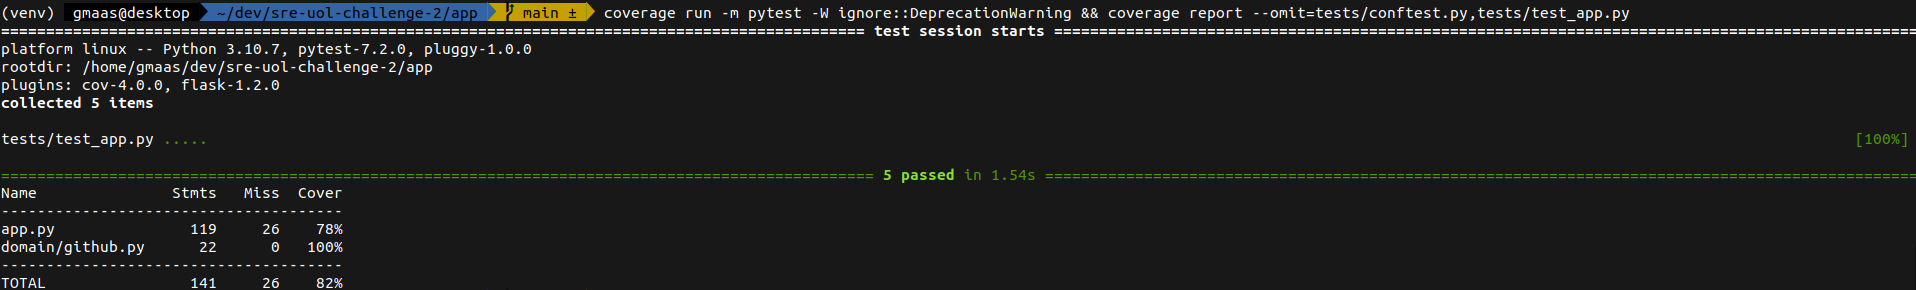 (venv) gmaas@desktop ~/dev/sre-uol-challenge-2/app main ± coverage run -m pytest -W ignore::DeprecationWarning && coverage report --omit=tests/conftest.py,tests/test_app.py
================================================================================================ test session starts ================================================================================================
platform linux -- Python 3.10.7, pytest-7.2.0, pluggy-1.0.0
rootdir: /home/gmaas/dev/sre-uol-challenge-2/app
plugins: cov-4.0.0, flask-1.2.0
collected 5 items
tests/test_app.py ..... [100%]
================================================================================================= 5 passed in 1.54s =================================================================================================
Name Stmts Miss Cover
--------------------------------------
app.py 119 26 78%
domain/github.py 22 0 100%
--------------------------------------
TOTAL 141 26 82%